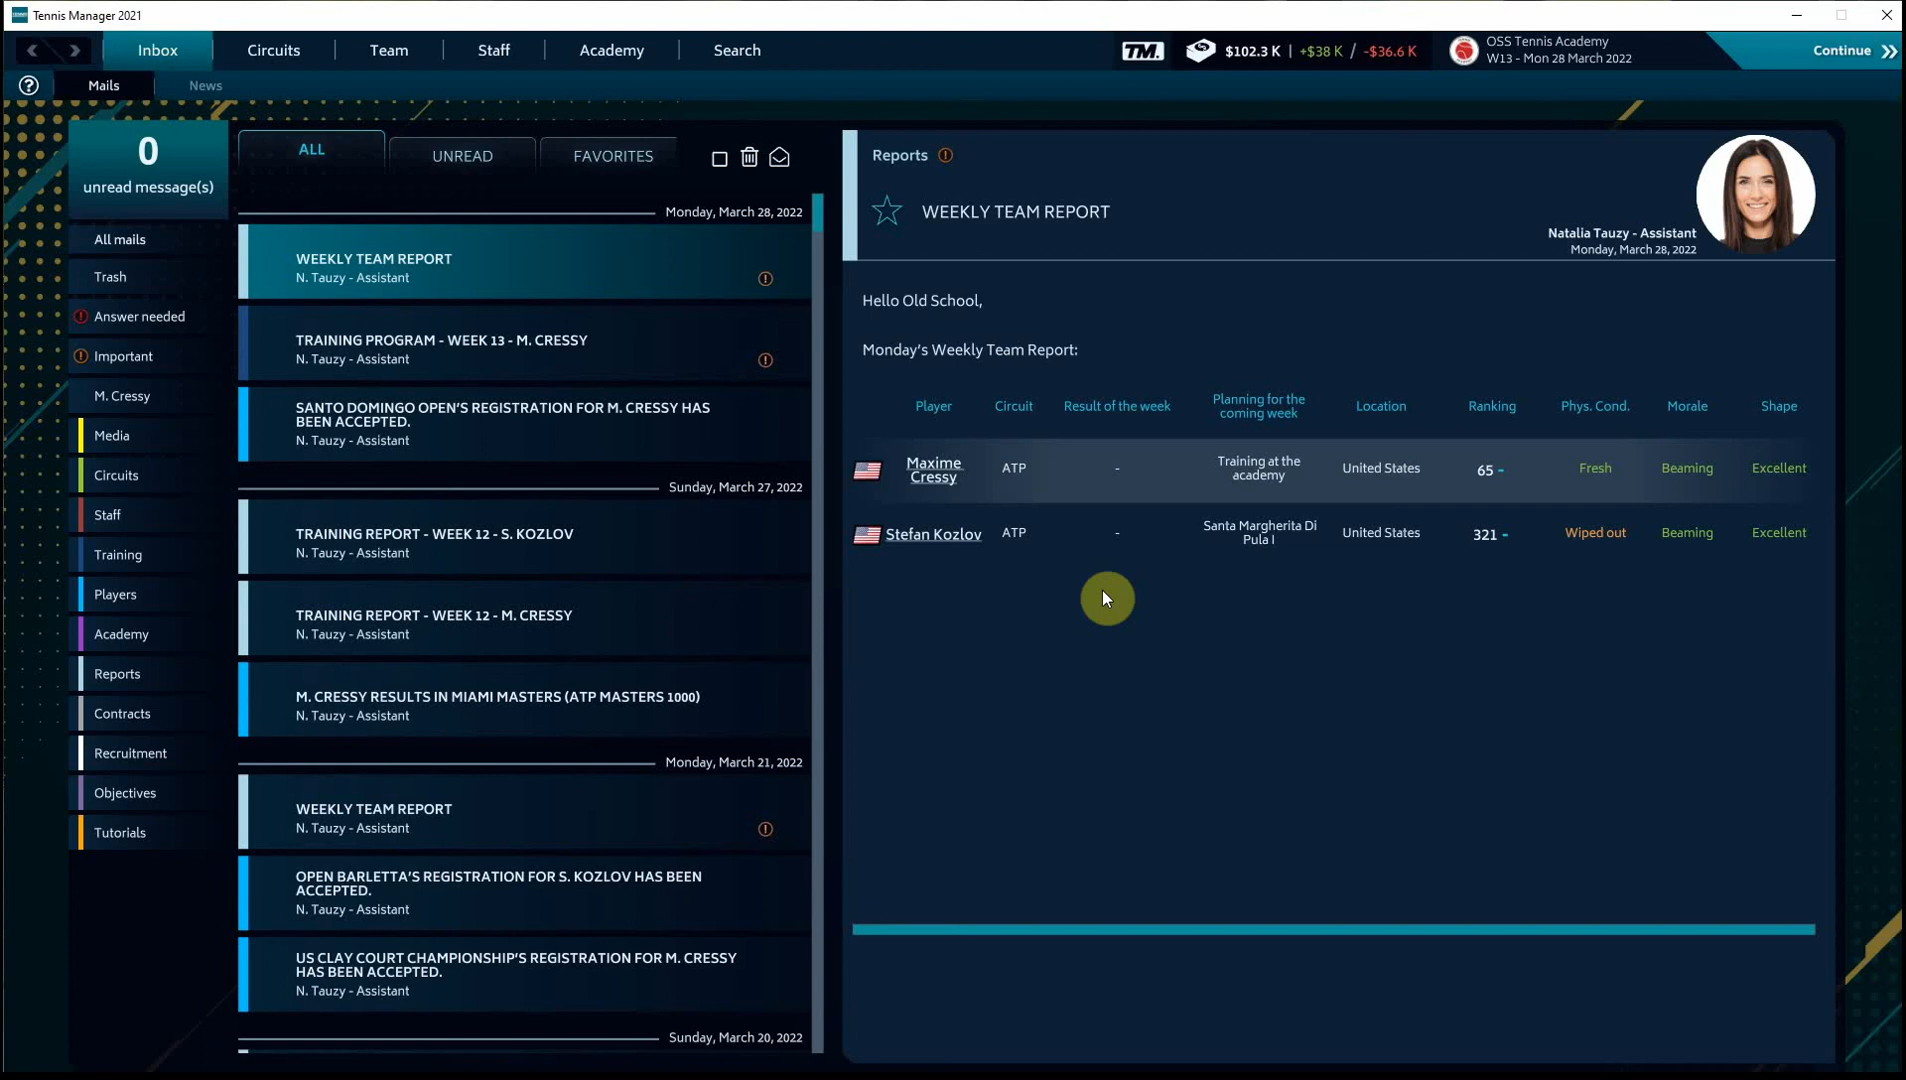 Tennis Manager 2021
Inbox
Circuits
Team
Staff
Academy
Search
TM.
$102.3 K | +$38 K / -$36.6 K
OSS Tennis Academy
W13 - Mon 28 March 2022
Continue
?
Mails
News
0
unread message(s)
All mails
Trash
Answer needed
Important
M. Cressy
Media
Circuits
Staff
Training
Players
Academy
Reports
Contracts
Recruitment
Objectives
Tutorials
ALL
UNREAD
FAVORITES
Monday, March 28, 2022
WEEKLY TEAM REPORT
N. Tauzy - Assistant
TRAINING PROGRAM - WEEK 13 - M. CRESSY
N. Tauzy - Assistant
SANTO DOMINGO OPEN'S REGISTRATION FOR M. CRESSY HAS
BEEN ACCEPTED.
N. Tauzy - Assistant
Sunday, March 27, 2022
TRAINING REPORT - WEEK 12 - S. KOZLOV
N. Tauzy - Assistant
TRAINING REPORT - WEEK 12 - M. CRESSY
N. Tauzy - Assistant
M. CRESSY RESULTS IN MIAMI MASTERS (ATP MASTERS 1000)
N. Tauzy - Assistant
Monday, March 21, 2022
WEEKLY TEAM REPORT
N. Tauzy - Assistant
OPEN BARLETTA'S REGISTRATION FOR S. KOZLOV HAS BEEN
ACCEPTED.
N. Tauzy - Assistant
US CLAY COURT CHAMPIONSHIP'S REGISTRATION FOR M. CRESSY
HAS BEEN ACCEPTED.
N. Tauzy - Assistant
Sunday, March 20, 2022
Reports
WEEKLY TEAM REPORT
Natalia Tauzy - Assistant
Monday, March 28, 2022
Hello Old School,
Monday's Weekly Team Report:
Player
Circuit
Result of the week
Planning for the
coming week
Location
Ranking
Phys. Cond.
Morale
Shape
Maxime
Cressy
ATP
-
Training at the
academy
United States
65 -
Fresh
Beaming
Excellent
Stefan Kozlov
ATP
-
Santa Margherita Di
Pula I
United States
321 -
Wiped out
Beaming
Excellent